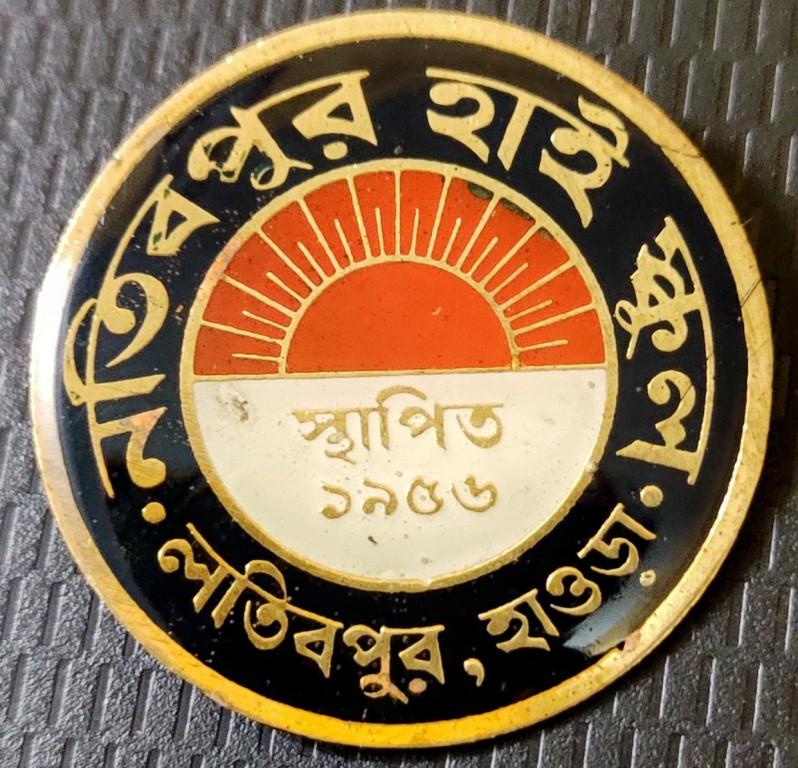 লতিবপুর হাই স্কুল
স্থাপিত
১৯৫৬
লতিবপুর, হাওড়া